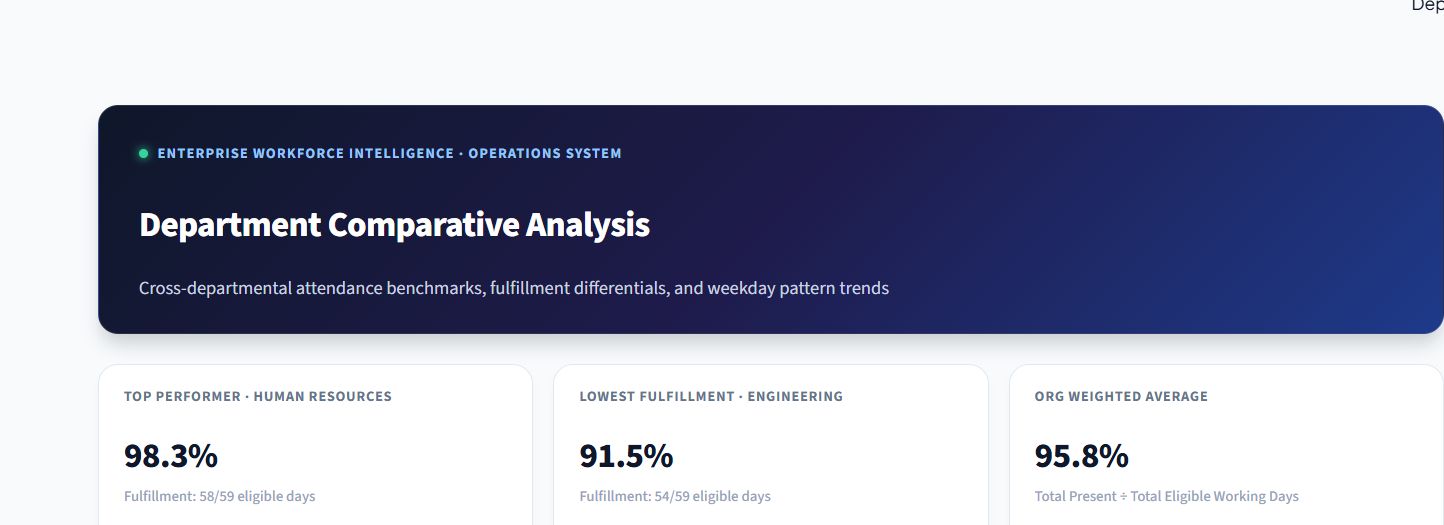 ENTERPRISE WORKFORCE INTELLIGENCE · OPERATIONS SYSTEM
Department Comparative Analysis
Cross-departmental attendance benchmarks, fulfillment differentials, and weekday pattern trends
TOP PERFORMER · HUMAN RESOURCES
98.3%
Fulfillment: 58/59 eligible days
LOWEST FULFILLMENT · ENGINEERING
91.5%
Fulfillment: 54/59 eligible days
ORG WEIGHTED AVERAGE
95.8%
Total Present ÷ Total Eligible Working Days